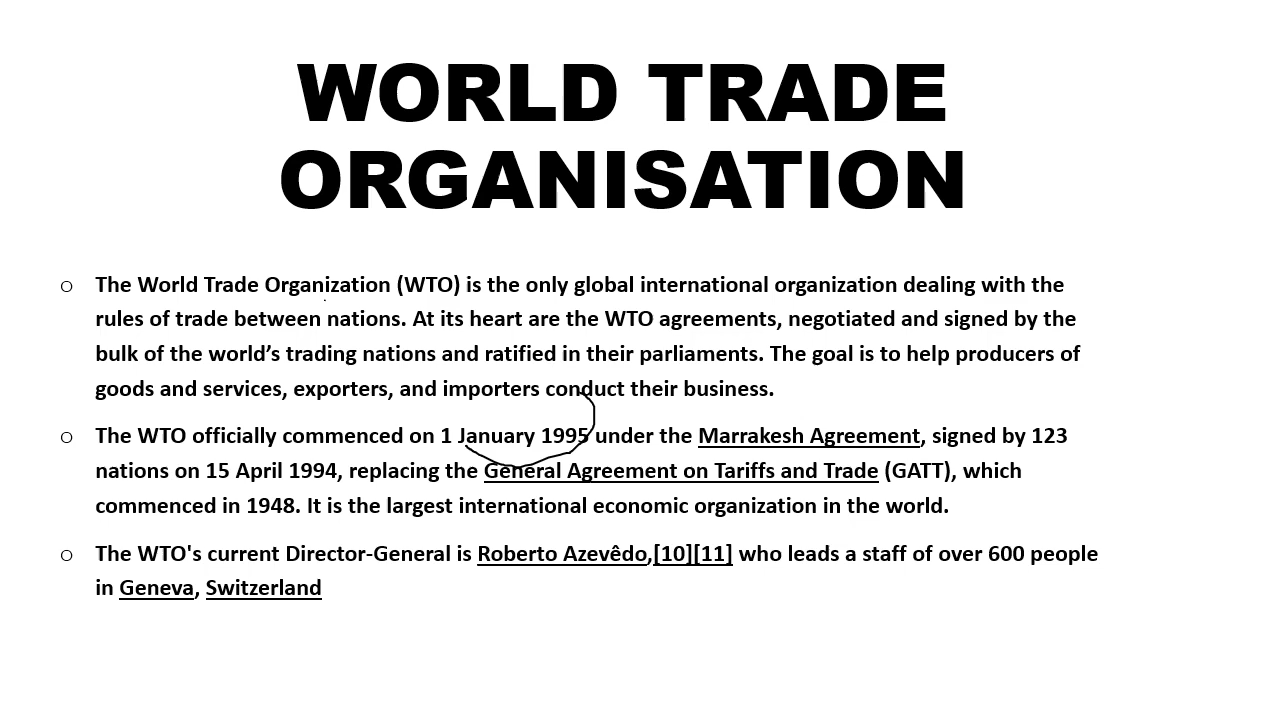 WORLD TRADE
ORGANISATION
○ The World Trade Organization (WTO) is the only global international organization dealing with the
rules of trade between nations. At its heart are the WTO agreements, negotiated and signed by the
bulk of the world’s trading nations and ratified in their parliaments. The goal is to help producers of
goods and services, exporters, and importers conduct their business.
○ The WTO officially commenced on 1 January 1995 under the Marrakesh Agreement, signed by 123
nations on 15 April 1994, replacing the General Agreement on Tariffs and Trade (GATT), which
commenced in 1948. It is the largest international economic organization in the world.
○ The WTO's current Director-General is Roberto Azevêdo,[10][11] who leads a staff of over 600 people
in Geneva, Switzerland